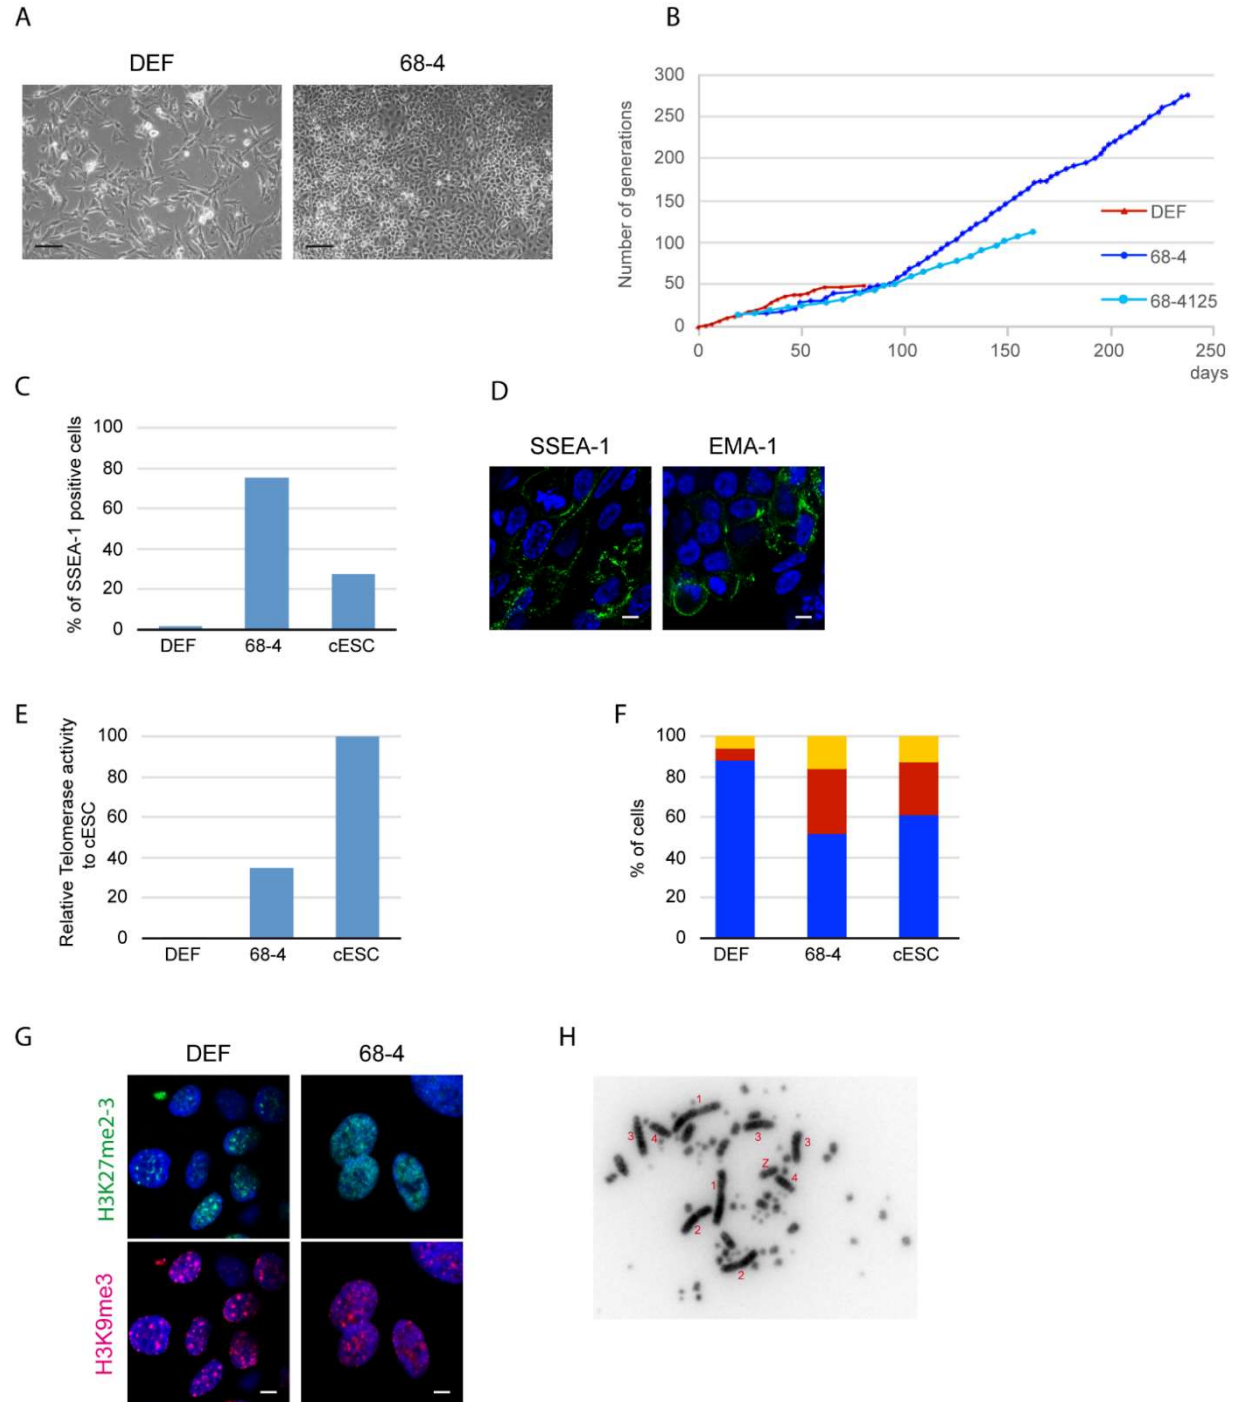 A
DEF
68-4
B
Number of generations
300
250
200
150
100
50
0
0
50
100
150
200
250
days
DEF
68-4
68-4125
C
% of SSEA-1 positive cells
100
80
60
40
20
0
DEF
68-4
cESC
D
SSEA-1
EMA-1
E
Relative Telomerase activity
to cESC
100
80
60
40
20
0
DEF
68-4
cESC
F
% of cells
100
80
60
40
20
0
DEF
68-4
cESC
G
DEF
68-4
H3K27me2-3
H3K9me3
H
1
3
4
3
3
Z
4
1
2
2